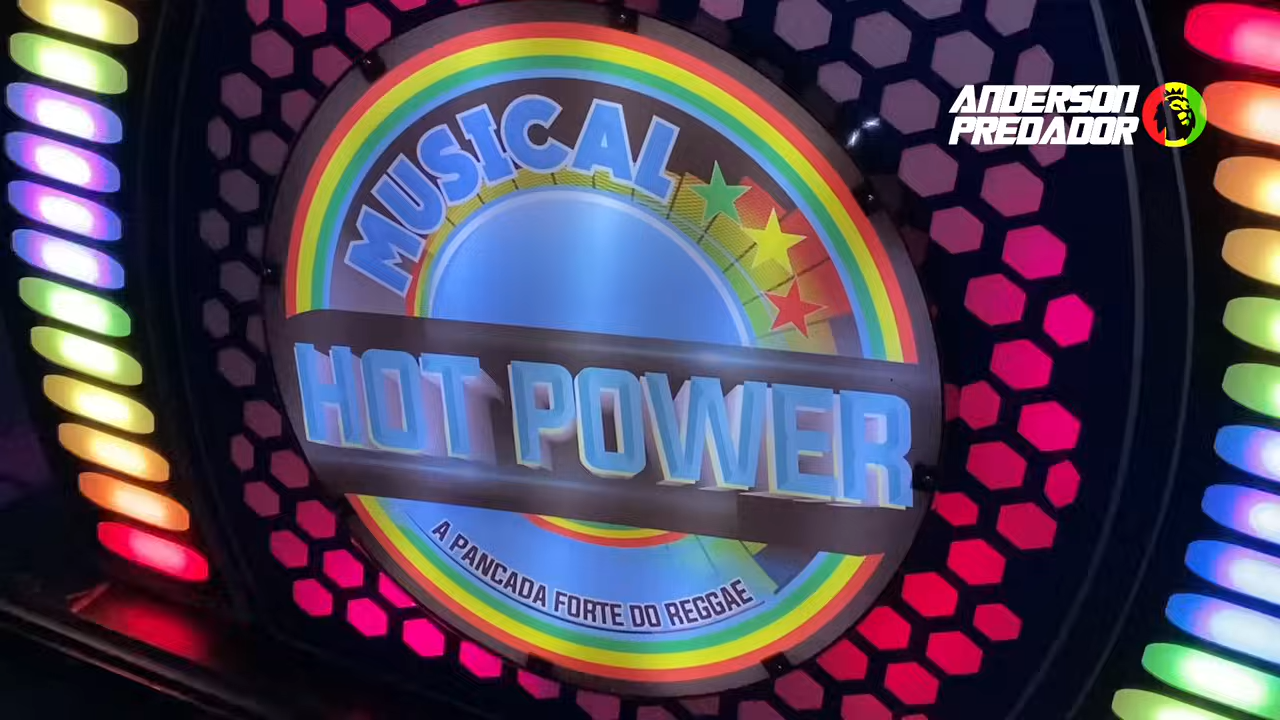 ANDERSON
PREDADOR
MUSICAL
HOT POWER
A PANCADA FORTE DO REGGAE